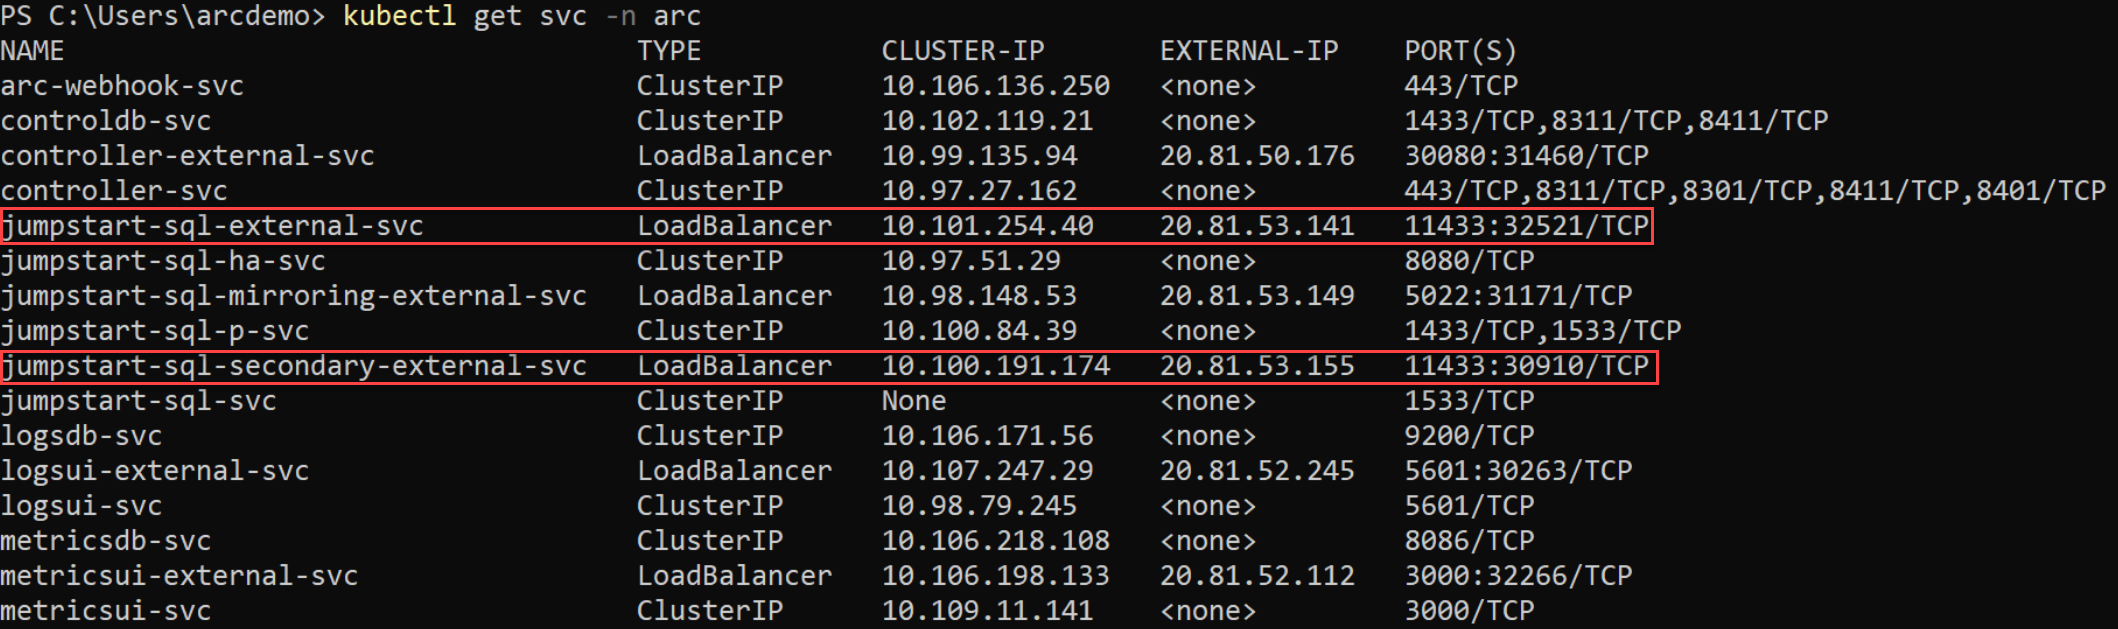 PS C:\Users\arcdemo> kubectl get svc -n arc
NAME TYPE CLUSTER-IP EXTERNAL-IP PORT(S)
arc-webhook-svc ClusterIP 10.106.136.250 <none> 443/TCP
controldb-svc ClusterIP 10.102.119.21 <none> 1433/TCP,8311/TCP,8411/TCP
controller-external-svc LoadBalancer 10.99.135.94 20.81.50.176 30080:31460/TCP
controller-svc ClusterIP 10.97.27.162 <none> 443/TCP,8311/TCP,8301/TCP,8411/TCP,8401/TCP
jumpstart-sql-external-svc LoadBalancer 10.101.254.40 20.81.53.141 11433:32521/TCP
jumpstart-sql-ha-svc ClusterIP 10.97.51.29 <none> 8080/TCP
jumpstart-sql-mirroring-external-svc LoadBalancer 10.98.148.53 20.81.53.149 5022:31171/TCP
jumpstart-sql-p-svc ClusterIP 10.100.84.39 <none> 1433/TCP,1533/TCP
jumpstart-sql-secondary-external-svc LoadBalancer 10.100.191.174 20.81.53.155 11433:30910/TCP
jumpstart-sql-svc ClusterIP None <none> 1533/TCP
logsdb-svc ClusterIP 10.106.171.56 <none> 9200/TCP
logsui-external-svc LoadBalancer 10.107.247.29 20.81.52.245 5601:30263/TCP
logsui-svc ClusterIP 10.98.79.245 <none> 5601/TCP
metricsdb-svc ClusterIP 10.106.218.108 <none> 8086/TCP
metricsui-external-svc LoadBalancer 10.106.198.133 20.81.52.112 3000:32266/TCP
metricsui-svc ClusterIP 10.109.11.141 <none> 3000/TCP